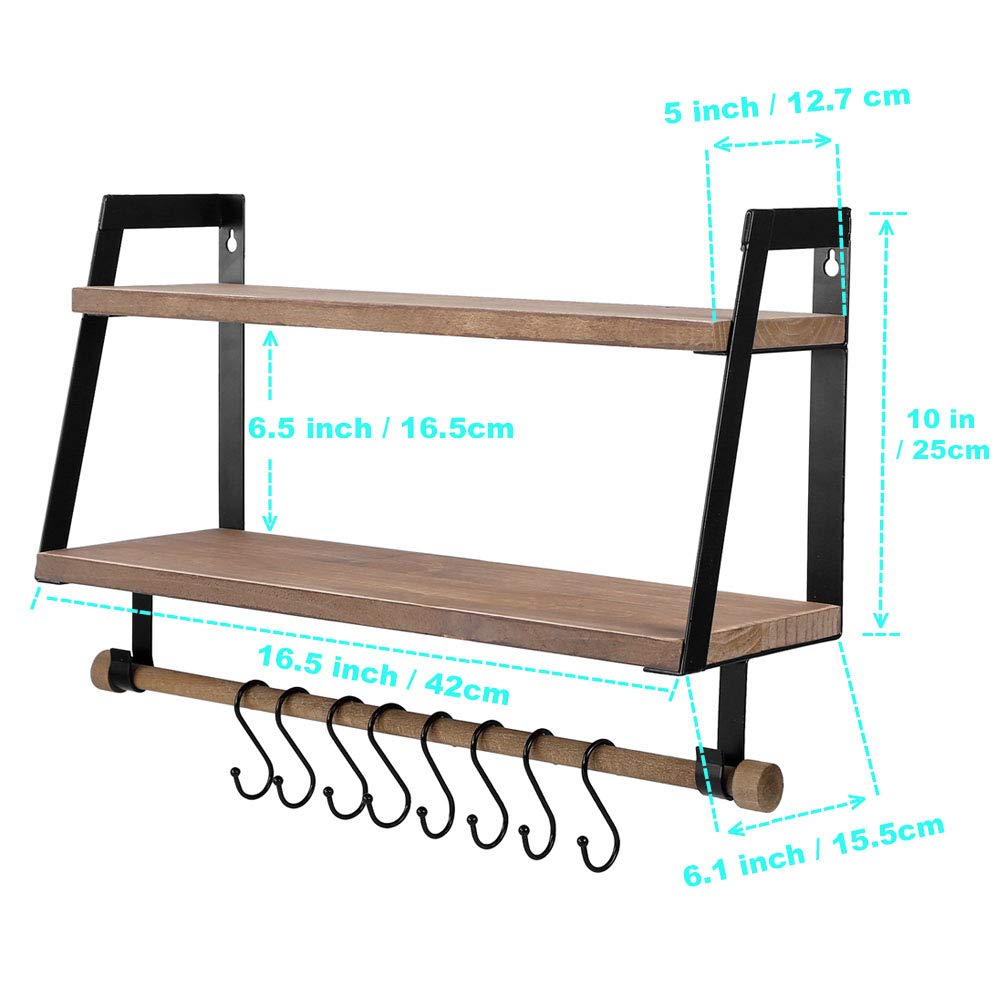 5 inch / 12.7 cm
6.5 inch / 16.5cm
10 in
/ 25cm
16.5 inch / 42cm
6.1 inch / 15.5cm